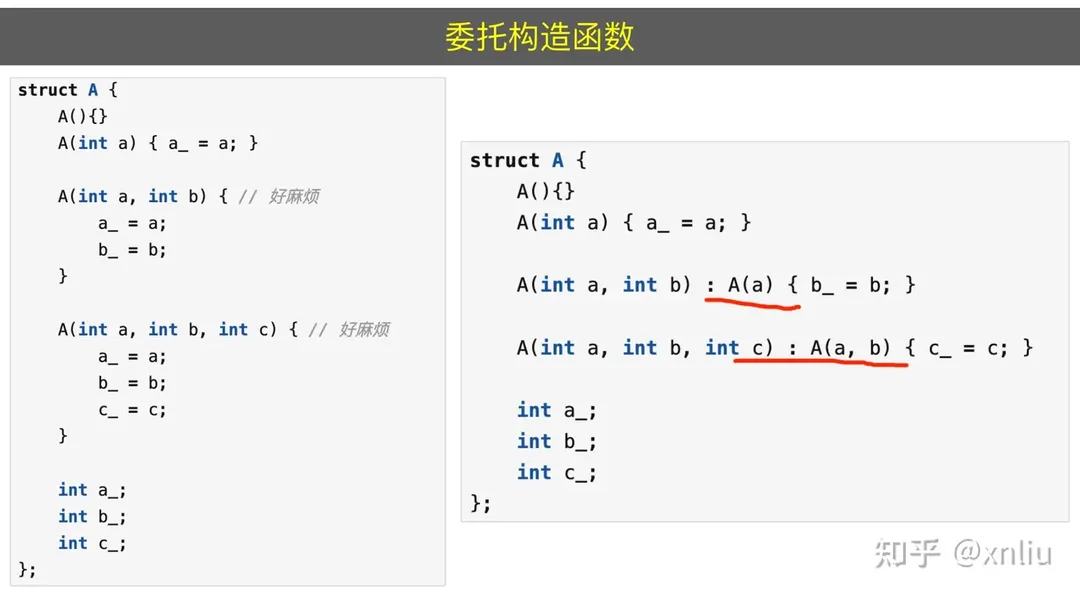 委托构造函数
struct A {
    A(){}
    A(int a) { a_ = a; }

    A(int a, int b) { // 好麻烦
        a_ = a;
        b_ = b;
    }

    A(int a, int b, int c) { // 好麻烦
        a_ = a;
        b_ = b;
        c_ = c;
    }

    int a_;
    int b_;
    int c_;
};
struct A {
    A(){}
    A(int a) { a_ = a; }

    A(int a, int b) : A(a) { b_ = b; }

    A(int a, int b, int c) : A(a, b) { c_ = c; }

    int a_;
    int b_;
    int c_;
};
知乎 @xnliu